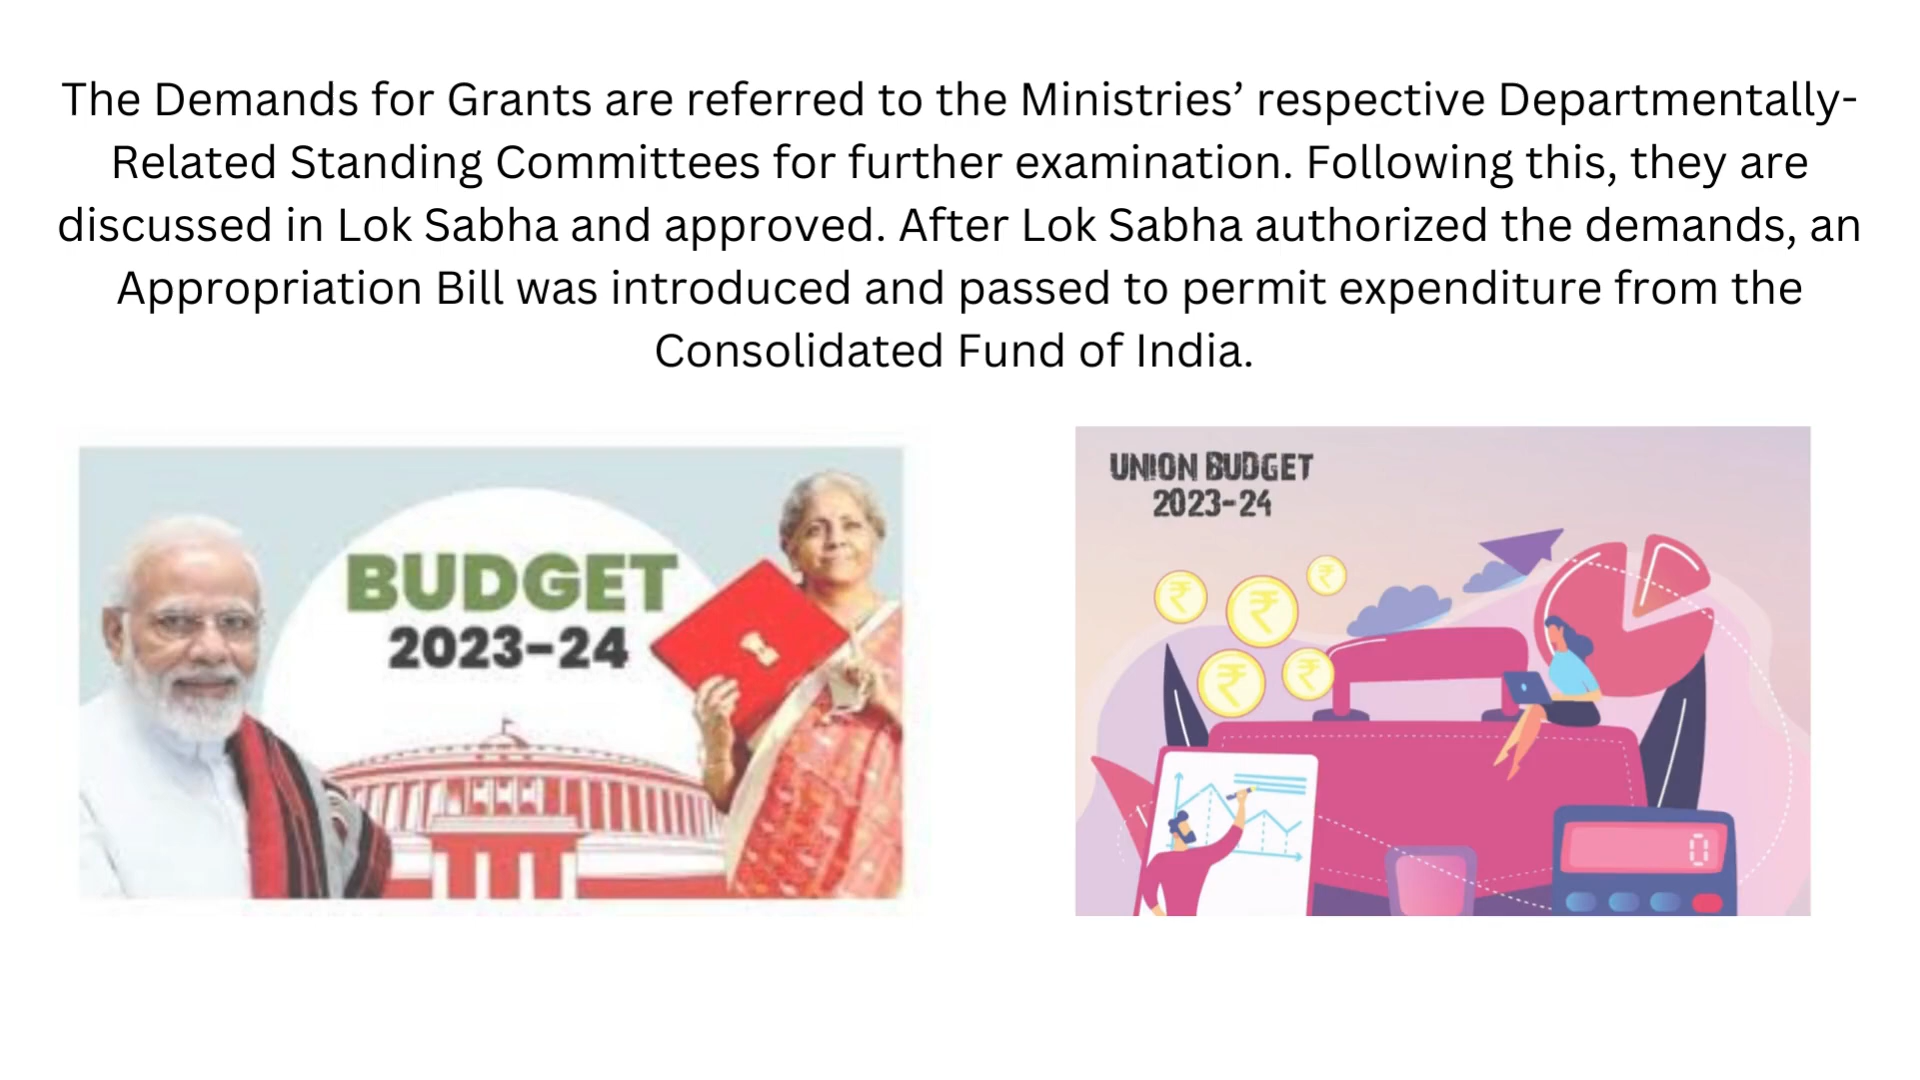 The Demands for Grants are referred to the Ministries’ respective Departmentally-
Related Standing Committees for further examination. Following this, they are
discussed in Lok Sabha and approved. After Lok Sabha authorized the demands, an
Appropriation Bill was introduced and passed to permit expenditure from the
Consolidated Fund of India.
BUDGET
2023-24
UNION BUDGET
2023-24
₹
₹
₹
₹
₹
0